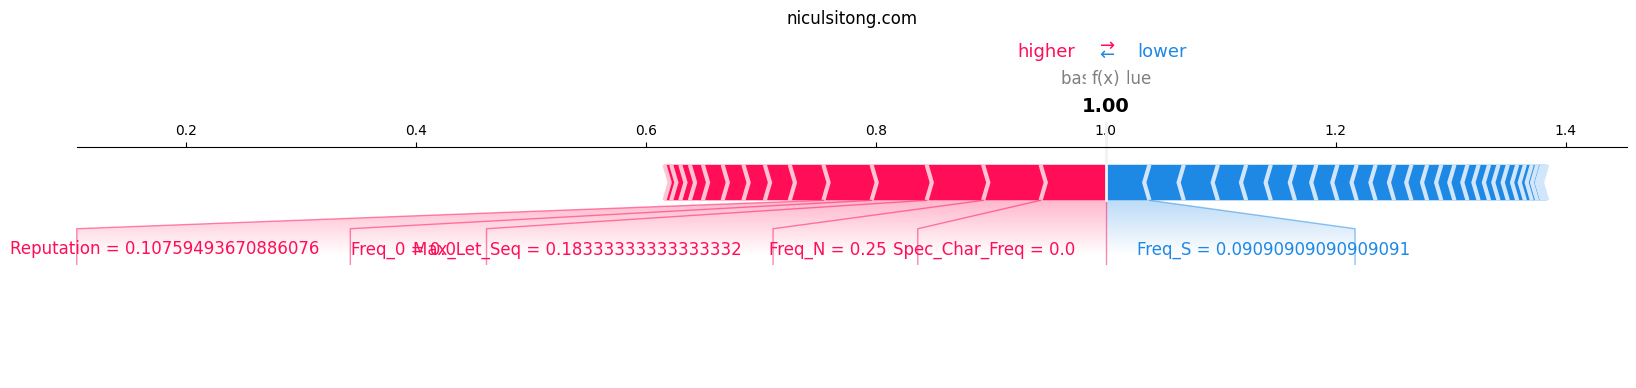 niculsitong.com
higher ⇄ lower
bas f(x) lue
1.00
0.2 0.4 0.6 0.8 1.0 1.2 1.4
Reputation = 0.10759493670886076 Freq_0 = 0.0 Max_Let_Seq = 0.18333333333333332 Freq_N = 0.25 Spec_Char_Freq = 0.0 Freq_S = 0.09090909090909091